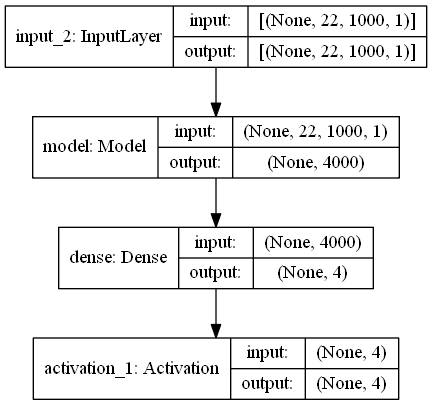 input_2: InputLayer
input: [(None, 22, 1000, 1)]
output: [(None, 22, 1000, 1)]
model: Model
input: (None, 22, 1000, 1)
output: (None, 4000)
dense: Dense
input: (None, 4000)
output: (None, 4)
activation_1: Activation
input: (None, 4)
output: (None, 4)